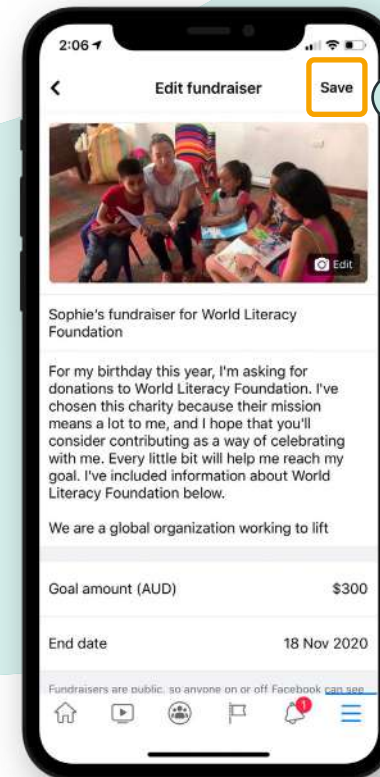 2:06
Edit fundraiser
Save
Edit
Sophie's fundraiser for World Literacy
Foundation
For my birthday this year, I'm asking for
donations to World Literacy Foundation. I've
chosen this charity because their mission
means a lot to me, and I hope that you'll
consider contributing as a way of celebrating
with me. Every little bit will help me reach my
goal. I've included information about World
Literacy Foundation below.
We are a global organization working to lift
Goal amount (AUD)
$300
End date
18 Nov 2020
Fundraisers are public, so anyone on or off Facebook can see
1